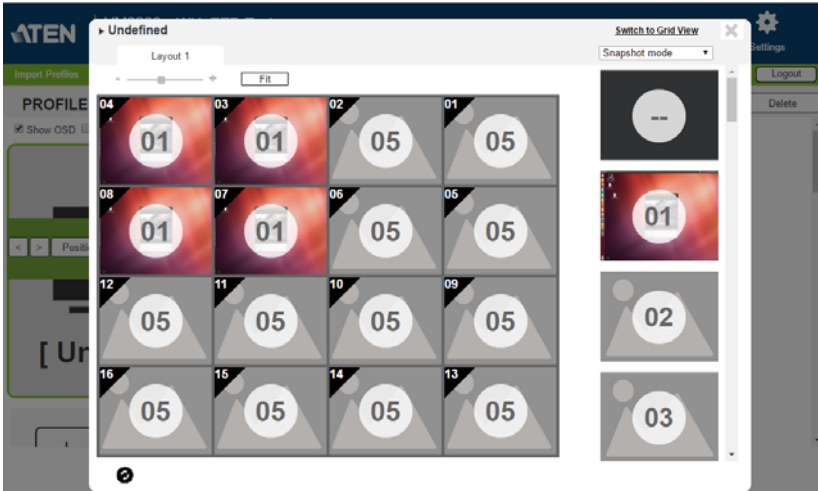 ATEN
Undefined
Switch to Grid View
Settings
Layout 1
Snapshot mode
Import Profiles
- + Fit
Logout
PROFILE
Delete
Show OSD
04 03 02 01
01 01 05 05
--
08 07 06 05
01 01 05 05
01
< > Positi
12 11 10 09
05 05 05 05
02
[ Un
16 15 14 13
05 05 05 05
03